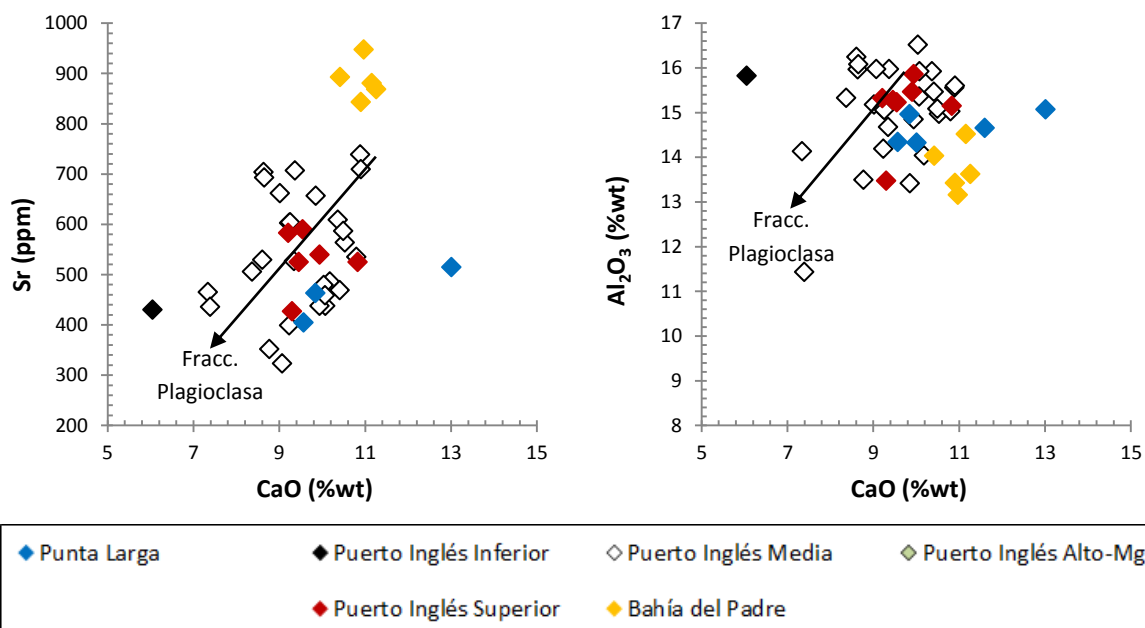 1000
900
800
700
600
500
400
300
200
Sr (ppm)
Fracc.
Plagioclasa
5 7 9 11 13 15
CaO (%wt)
17
16
15
14
13
12
11
10
9
8
Al₂O₃ (%wt)
Fracc.
Plagioclasa
5 7 9 11 13 15
CaO (%wt)
Punta Larga Puerto Inglés Inferior Puerto Inglés Media Puerto Inglés Alto-Mg
Puerto Inglés Superior Bahía del Padre